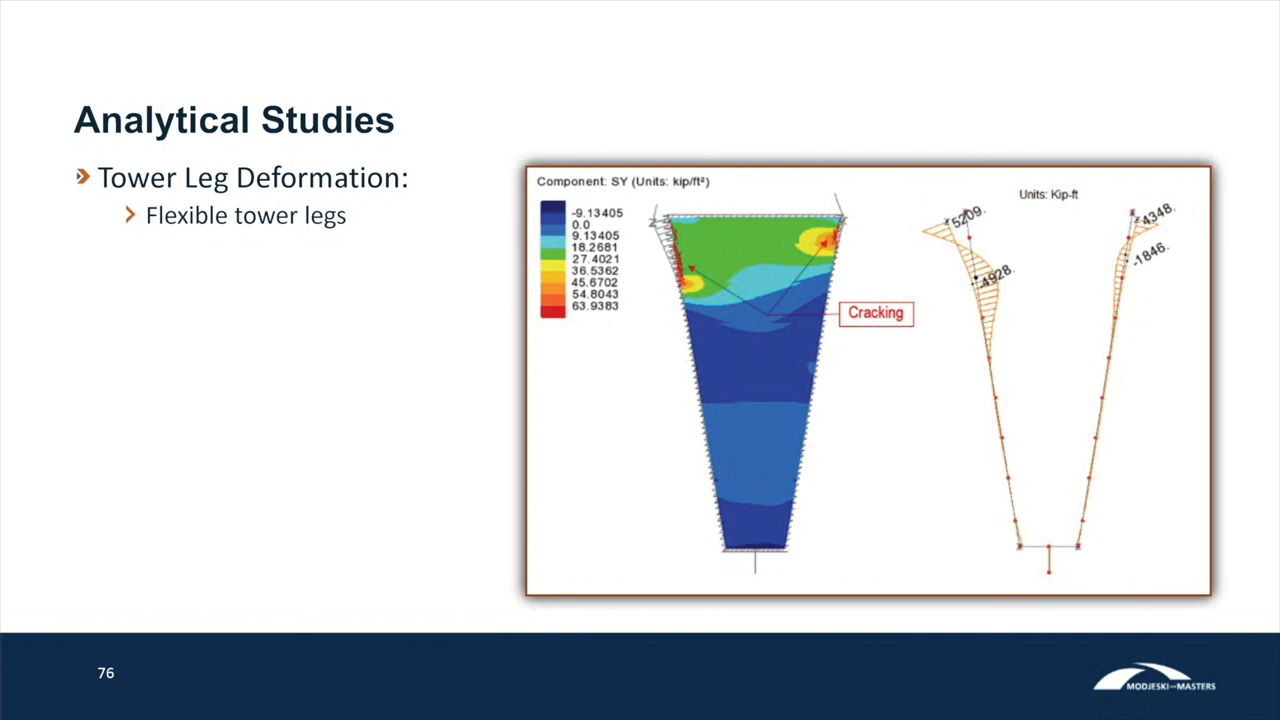 Analytical Studies
Tower Leg Deformation:
Flexible tower legs
Component: SY (Units: kip/ft²)
-9.13405
0.0
9.13405
18.2681
27.4021
36.5362
45.6702
54.8043
63.9383
Cracking
Units: Kip-ft
5209.
-4928.
4348.
-1846.
76
MODJESKI and MASTERS